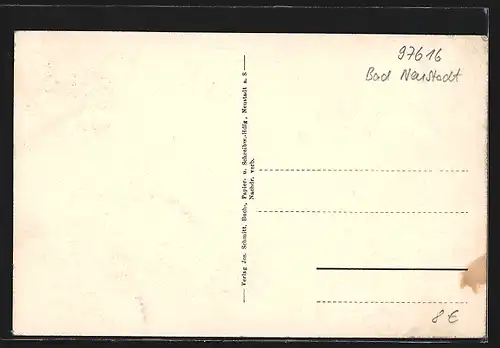 97616
Bad Neustadt
Verlag Jos. Schmitt, Buch-, Papier- u. Schreibw.-Hdlg., Neustadt a. S
Nachdr. verb.
8 €